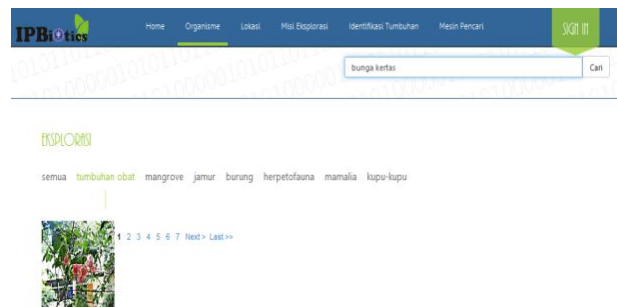 IPBiotics
Home Organisme Lokasi Misi Eksplorasi Identifikasi Tumbuhan Mesin Pencari SIGN IN
bunga kertas Cari
EKSPLORASI
semua tumbuhan obat mangrove jamur burung herpetofauna mamalia kupu-kupu
1 2 3 4 5 6 7 Next > Last >>